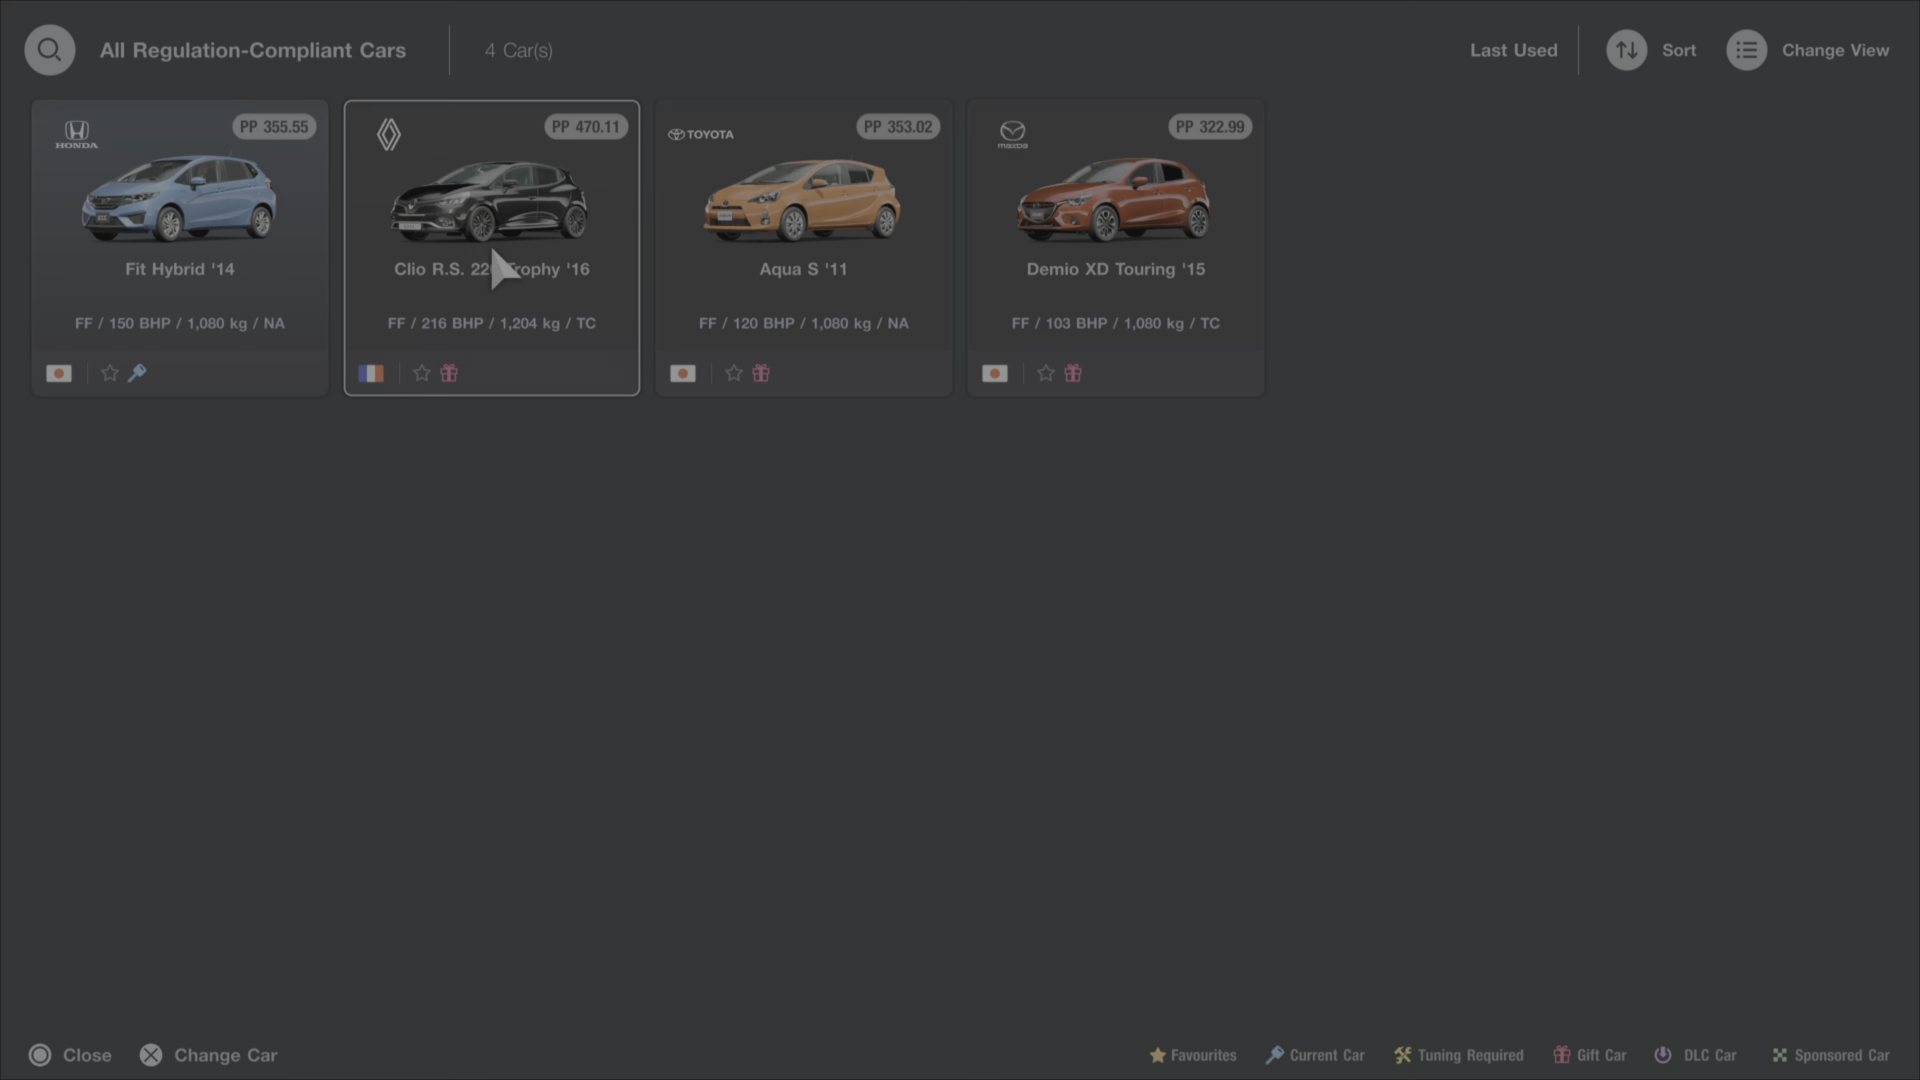 All Regulation-Compliant Cars
4 Car(s)
Last Used
Sort
Change View
HONDA
PP 355.55
Fit Hybrid '14
FF / 150 BHP / 1,080 kg / NA
PP 470.11
Clio R.S. 22 Trophy '16
FF / 216 BHP / 1,204 kg / TC
TOYOTA
PP 353.02
Aqua S '11
FF / 120 BHP / 1,080 kg / NA
mazda
PP 322.99
Demio XD Touring '15
FF / 103 BHP / 1,080 kg / TC
Close
Change Car
Favourites
Current Car
Tuning Required
Gift Car
DLC Car
Sponsored Car